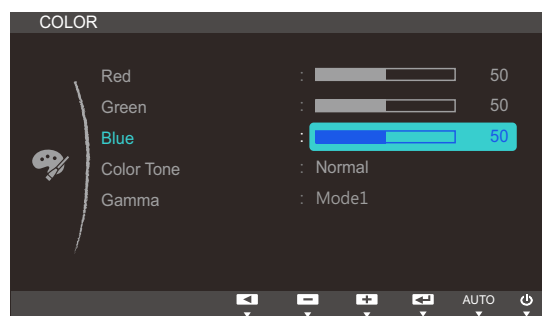 COLOR
Red : 50
Green : 50
Blue : 50
Color Tone : Normal
Gamma : Mode1
AUTO